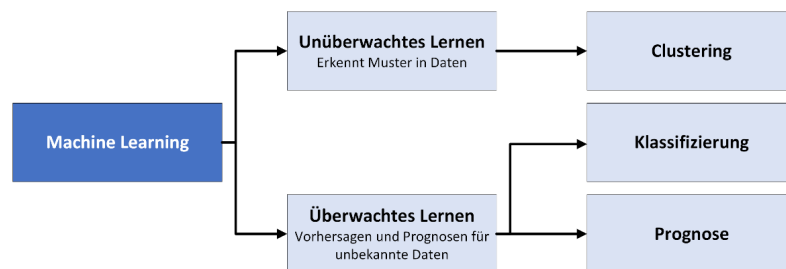 Machine Learning
Unüberwachtes Lernen
Erkennt Muster in Daten
Clustering
Überwachtes Lernen
Vorhersagen und Prognosen für
unbekannte Daten
Klassifizierung
Prognose